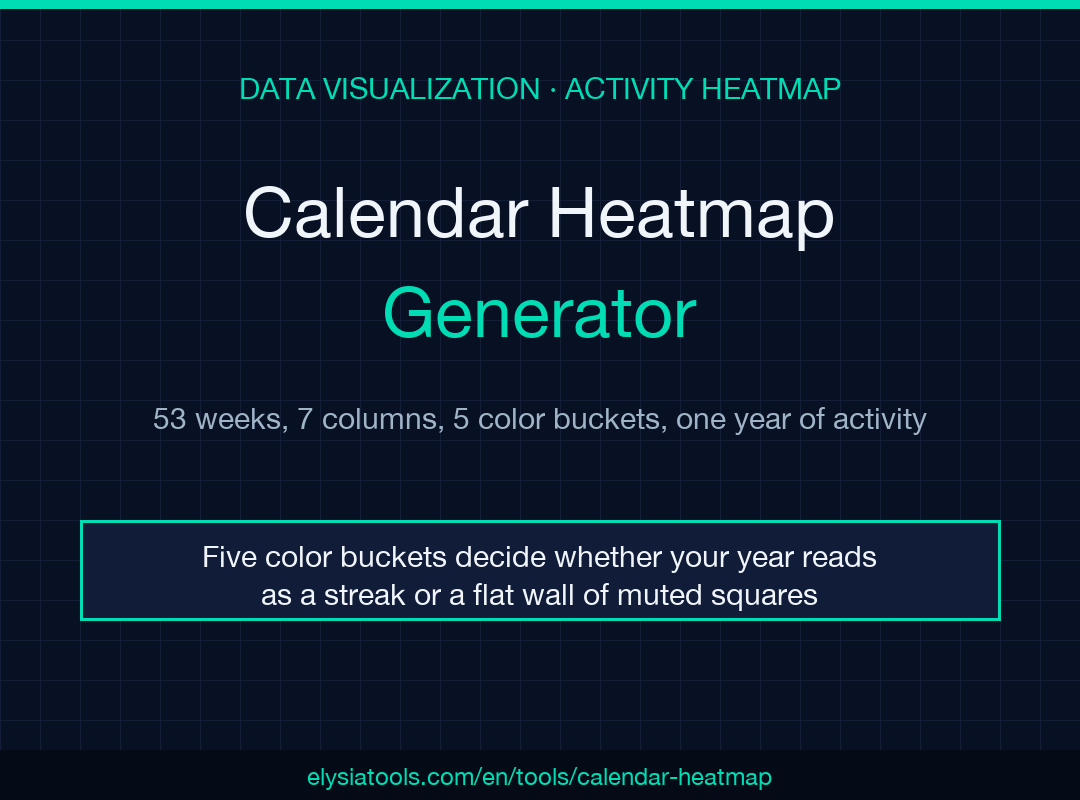 DATA VISUALIZATION · ACTIVITY HEATMAP
Calendar Heatmap
Generator
53 weeks, 7 columns, 5 color buckets, one year of activity
Five color buckets decide whether your year reads
as a streak or a flat wall of muted squares
elysiatools.com/en/tools/calendar-heatmap